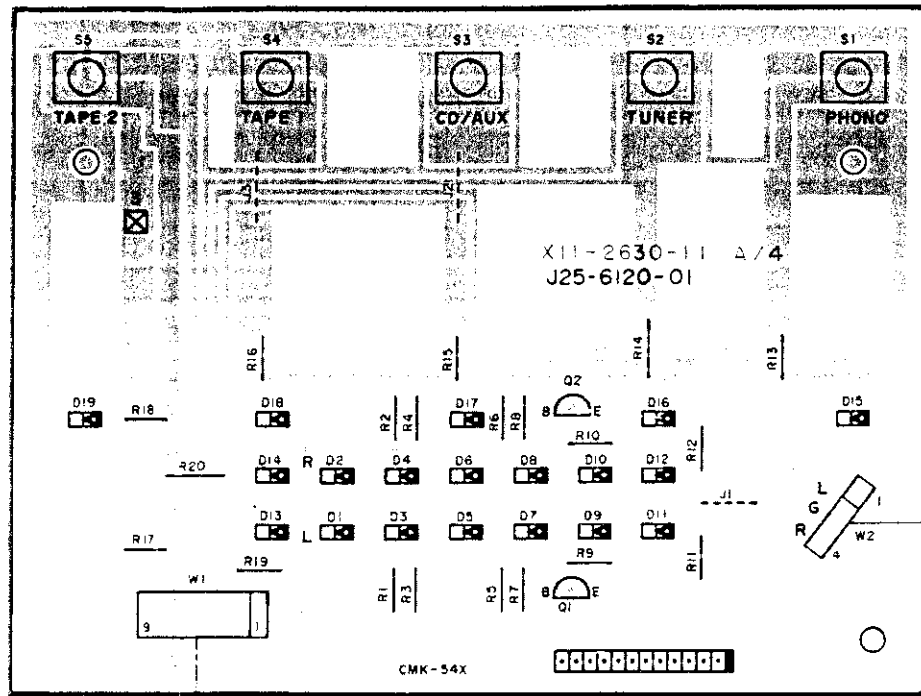 S5 S4 S3 S2 S1
TAPE 2 TAPE 1 CD/AUX TUNER PHONO
X11-2630-11 A/4
J25-6120-01
R16 R15 R14 R13
Q2
D19 R18 D18 R2 R4 D17 R6 R8 B E D16 D15
R10 R12
R20 D14 R D2 D4 D6 D8 D10 D12
J1 L G R 1 4 W2
D13 L D1 D3 D5 D7 D9 D11
R17 R19 R9 R11
W1 R1 R3 R5 R7 B E
Q1
9 1
CMK-54X